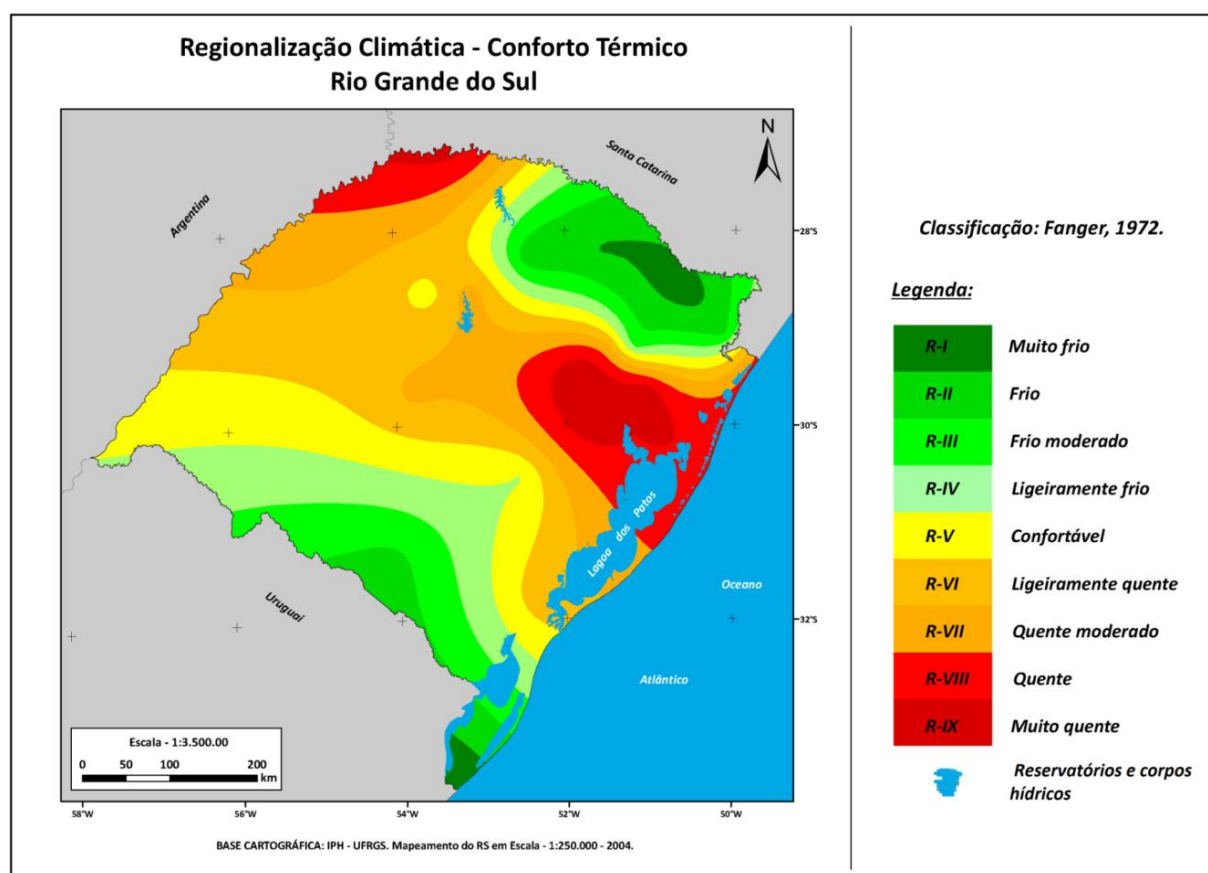 Regionalização Climática - Conforto Térmico
Rio Grande do Sul
N
Santa Catarina
Argentina
28°S
30°S
Lagoa dos Patos
Oceano
Uruguai
32°S
Atlântico
Escala - 1:3.500.00
0 50 100 200
km
58°W 56°W 54°W 52°W 50°W
BASE CARTOGRÁFICA: IPH - UFRGS. Mapeamento do RS em Escala - 1:250.000 - 2004.
Classificação: Fanger, 1972.
Legenda:
R-I Muito frio
R-II Frio
R-III Frio moderado
R-IV Ligeiramente frio
R-V Confortável
R-VI Ligeiramente quente
R-VII Quente moderado
R-VIII Quente
R-IX Muito quente
Reservatórios e corpos
hídricos